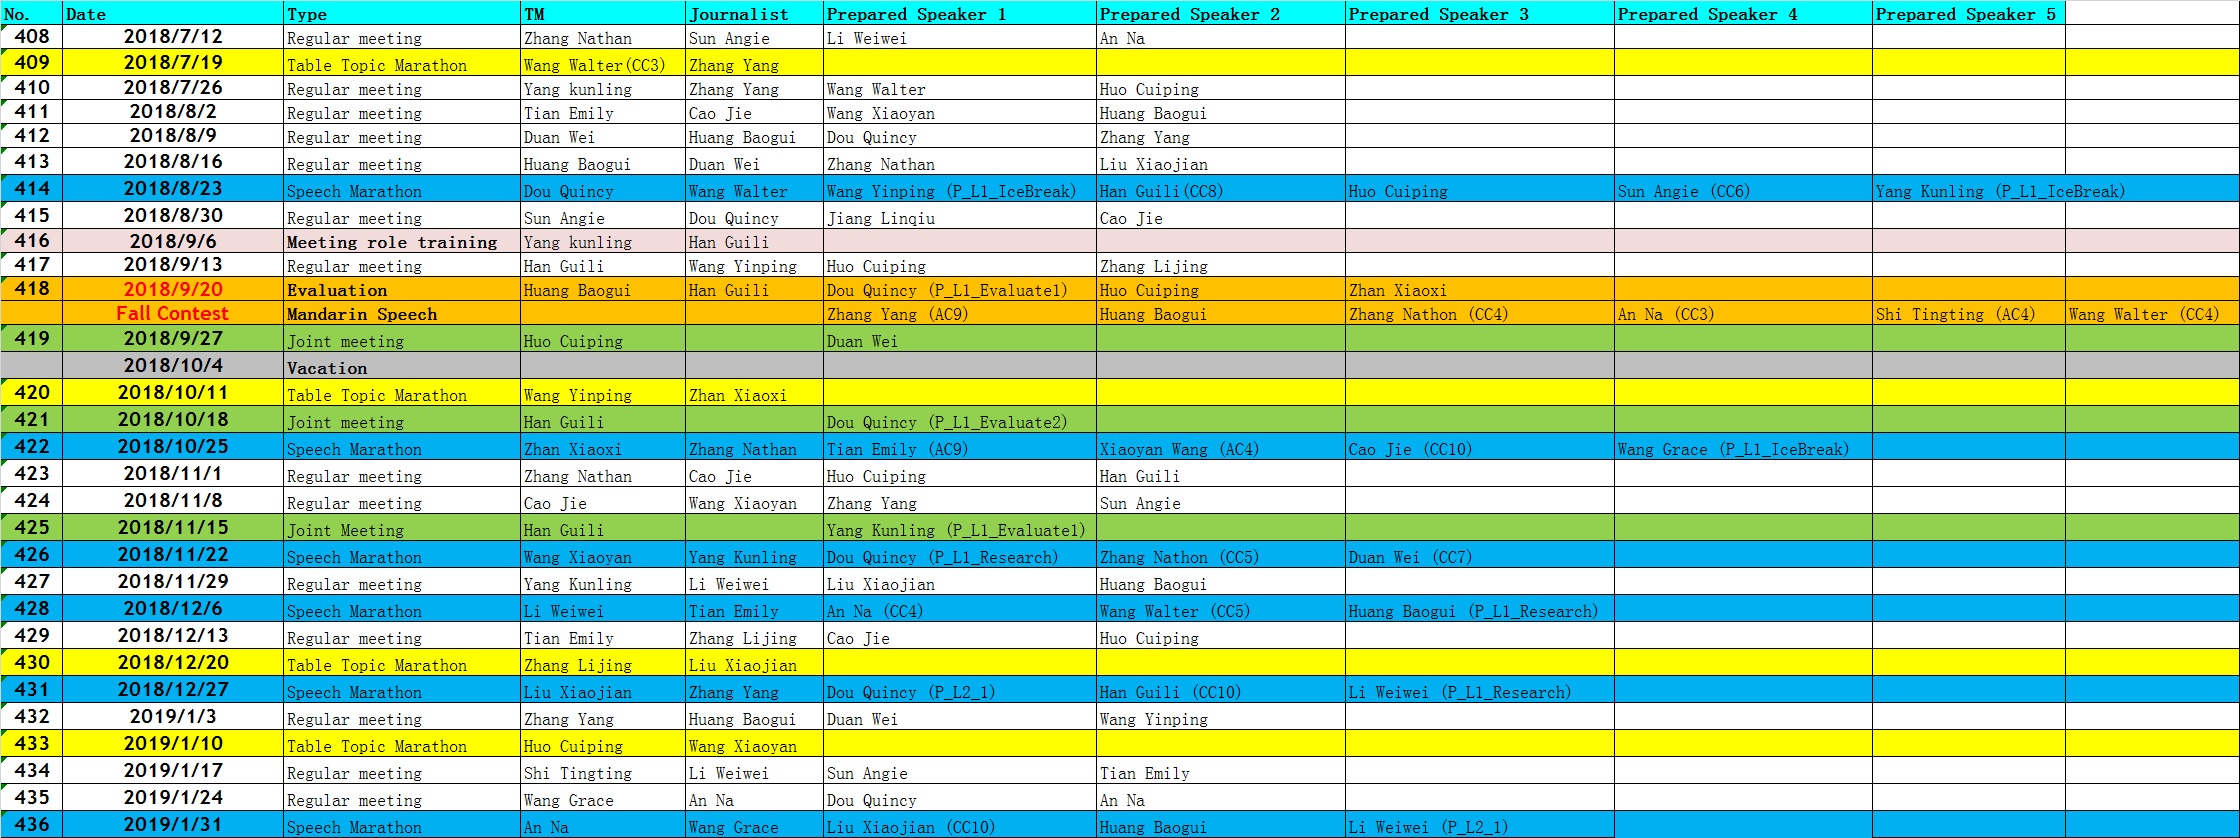 No. Date Type TM Journalist Prepared Speaker 1 Prepared Speaker 2 Prepared Speaker 3 Prepared Speaker 4 Prepared Speaker 5
408 2018/7/12 Regular meeting Zhang Nathan Sun Angie Li Weiwei An Na
409 2018/7/19 Table Topic Marathon Wang Walter(CC3) Zhang Yang
410 2018/7/26 Regular meeting Yang kunling Zhang Yang Wang Walter Huo Cuiping
411 2018/8/2 Regular meeting Tian Emily Cao Jie Wang Xiaoyan Huang Baogui
412 2018/8/9 Regular meeting Duan Wei Huang Baogui Dou Quincy Zhang Yang
413 2018/8/16 Regular meeting Huang Baogui Duan Wei Zhang Nathan Liu Xiaojian
414 2018/8/23 Speech Marathon Dou Quincy Wang Walter Wang Yinping (P_L1_IceBreak) Han Guili(CC8) Huo Cuiping Sun Angie (CC6) Yang Kunling (P_L1_IceBreak)
415 2018/8/30 Regular meeting Sun Angie Dou Quincy Jiang Linqiu Cao Jie
416 2018/9/6 Meeting role training Yang kunling Han Guili
417 2018/9/13 Regular meeting Han Guili Wang Yinping Huo Cuiping Zhang Lijing
418 2018/9/20 Evaluation Huang Baogui Han Guili Dou Quincy (P_L1_Evaluate1) Huo Cuiping Zhan Xiaoxi
Fall Contest Mandarin Speech Zhang Yang (AC9) Huang Baogui Zhang Nathon (CC4) An Na (CC3) Shi Tingting (AC4) Wang Walter (CC4)
419 2018/9/27 Joint meeting Huo Cuiping Duan Wei
2018/10/4 Vacation
420 2018/10/11 Table Topic Marathon Wang Yinping Zhan Xiaoxi
421 2018/10/18 Joint meeting Han Guili Dou Quincy (P_L1_Evaluate2)
422 2018/10/25 Speech Marathon Zhan Xiaoxi Zhang Nathan Tian Emily (AC9) Xiaoyan Wang (AC4) Cao Jie (CC10) Wang Grace (P_L1_IceBreak)
423 2018/11/1 Regular meeting Zhang Nathan Cao Jie Huo Cuiping Han Guili
424 2018/11/8 Regular meeting Cao Jie Wang Xiaoyan Zhang Yang Sun Angie
425 2018/11/15 Joint Meeting Han Guili Yang Kunling (P_L1_Evaluate1)
426 2018/11/22 Speech Marathon Wang Xiaoyan Yang Kunling Dou Quincy (P_L1_Research) Zhang Nathon (CC5) Duan Wei (CC7)
427 2018/11/29 Regular meeting Yang Kunling Li Weiwei Liu Xiaojian Huang Baogui
428 2018/12/6 Speech Marathon Li Weiwei Tian Emily An Na (CC4) Wang Walter (CC5) Huang Baogui (P_L1_Research)
429 2018/12/13 Regular meeting Tian Emily Zhang Lijing Cao Jie Huo Cuiping
430 2018/12/20 Table Topic Marathon Zhang Lijing Liu Xiaojian
431 2018/12/27 Speech Marathon Liu Xiaojian Zhang Yang Dou Quincy (P_L2_1) Han Guili (CC10) Li Weiwei (P_L1_Research)
432 2019/1/3 Regular meeting Zhang Yang Huang Baogui Duan Wei Wang Yinping
433 2019/1/10 Table Topic Marathon Huo Cuiping Wang Xiaoyan
434 2019/1/17 Regular meeting Shi Tingting Li Weiwei Sun Angie Tian Emily
435 2019/1/24 Regular meeting Wang Grace An Na Dou Quincy An Na
436 2019/1/31 Speech Marathon An Na Wang Grace Liu Xiaojian (CC10) Huang Baogui Li Weiwei (P_L2_1)